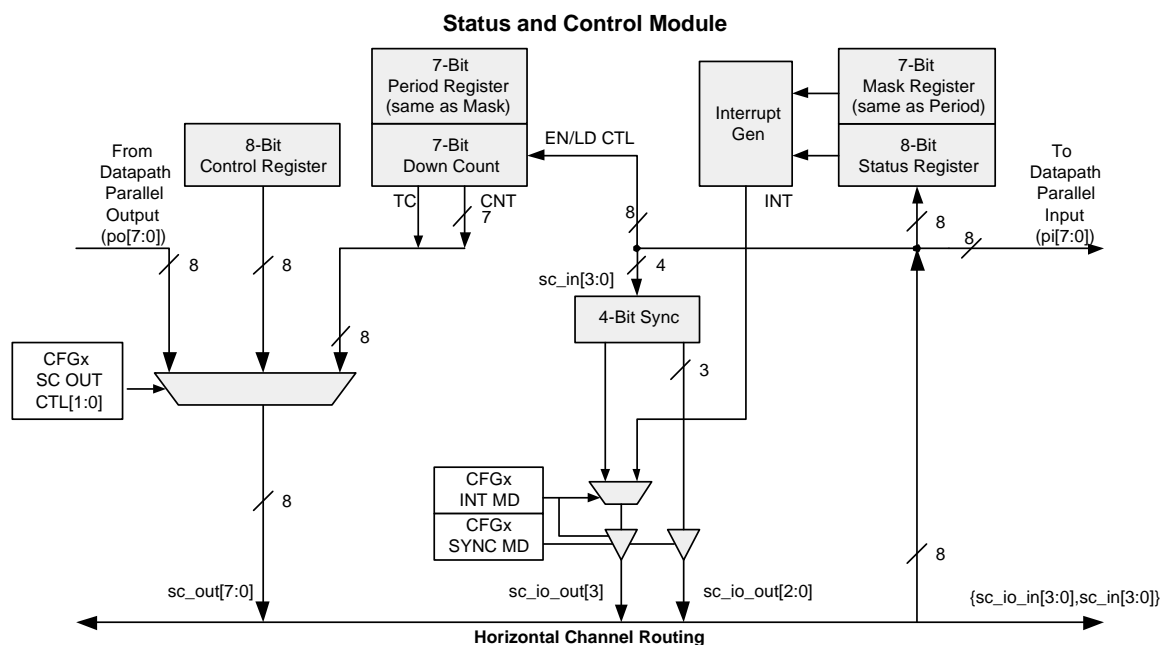 Status and Control Module
7-Bit
Period Register
(same as Mask)
7-Bit
Down Count
8-Bit
Control Register
From
Datapath
Parallel
Output
(po[7:0])
TC
CNT
7
EN/LD CTL
Interrupt
Gen
INT
7-Bit
Mask Register
(same as Period)
8-Bit
Status Register
To
Datapath
Parallel
Input
(pi[7:0])
8
8
8
8
8
8
4
sc_in[3:0]
4-Bit Sync
3
CFGx
SC OUT
CTL[1:0]
8
CFGx
INT MD
CFGx
SYNC MD
8
sc_out[7:0]
sc_io_out[3]
sc_io_out[2:0]
{sc_io_in[3:0],sc_in[3:0]}
Horizontal Channel Routing